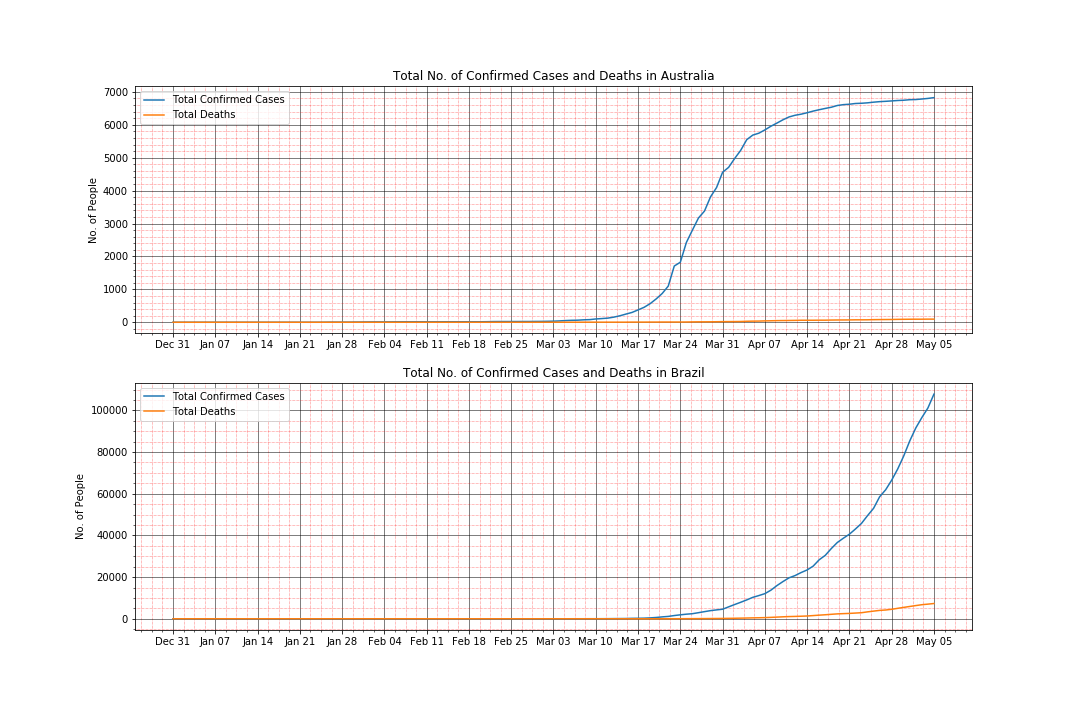 Total No. of Confirmed Cases and Deaths in Australia
Total Confirmed Cases
Total Deaths
No. of People
7000
6000
5000
4000
3000
2000
1000
0
Dec 31 Jan 07 Jan 14 Jan 21 Jan 28 Feb 04 Feb 11 Feb 18 Feb 25 Mar 03 Mar 10 Mar 17 Mar 24 Mar 31 Apr 07 Apr 14 Apr 21 Apr 28 May 05
Total No. of Confirmed Cases and Deaths in Brazil
Total Confirmed Cases
Total Deaths
No. of People
100000
80000
60000
40000
20000
0
Dec 31 Jan 07 Jan 14 Jan 21 Jan 28 Feb 04 Feb 11 Feb 18 Feb 25 Mar 03 Mar 10 Mar 17 Mar 24 Mar 31 Apr 07 Apr 14 Apr 21 Apr 28 May 05